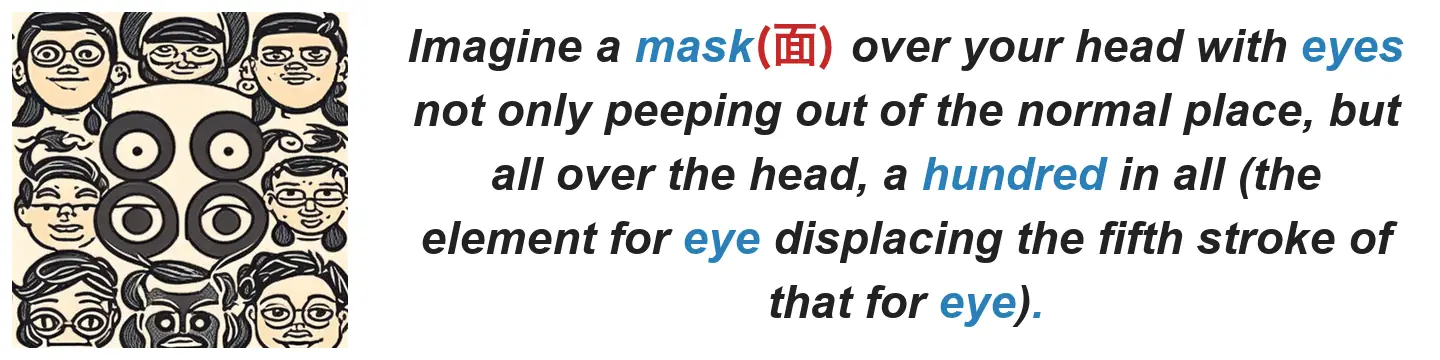 Imagine a mask(面) over your head with eyes
not only peeping out of the normal place, but
all over the head, a hundred in all (the
element for eye displacing the fifth stroke of
that for eye).